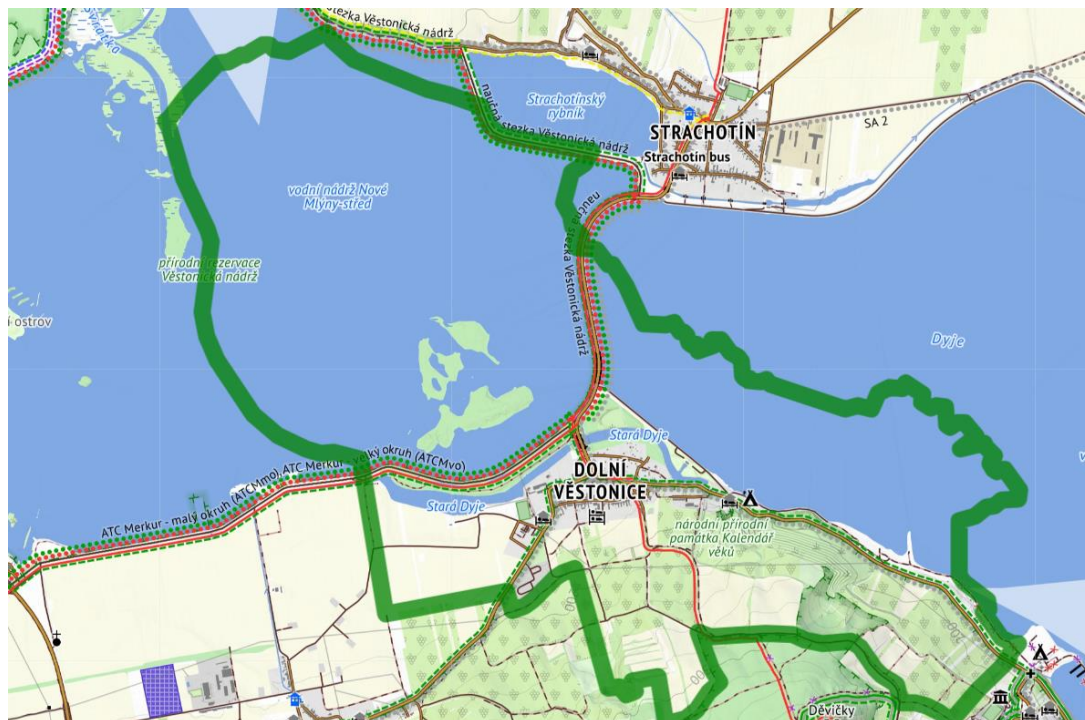 Svratka
stezka Věstonická nádrž
naučná stezka Věstonická nádrž
Strachotínský
rybník
STRACHOTÍN
Strachotín bus
SA 2
vodní nádrž Nové
Mlýny-střed
naučná stezka Věstonická nádrž
přírodní rezervace
Věstonická nádrž
í ostrov
Dyje
ATC Merkur - malý okruh (ATCMmo), ATC Merkur - velký okruh (ATCMvo)
Stará Dyje
DOLNÍ
VĚSTONICE
Stará Dyje
národní přírodní
památka Kalendář
věků
200
Děvičky